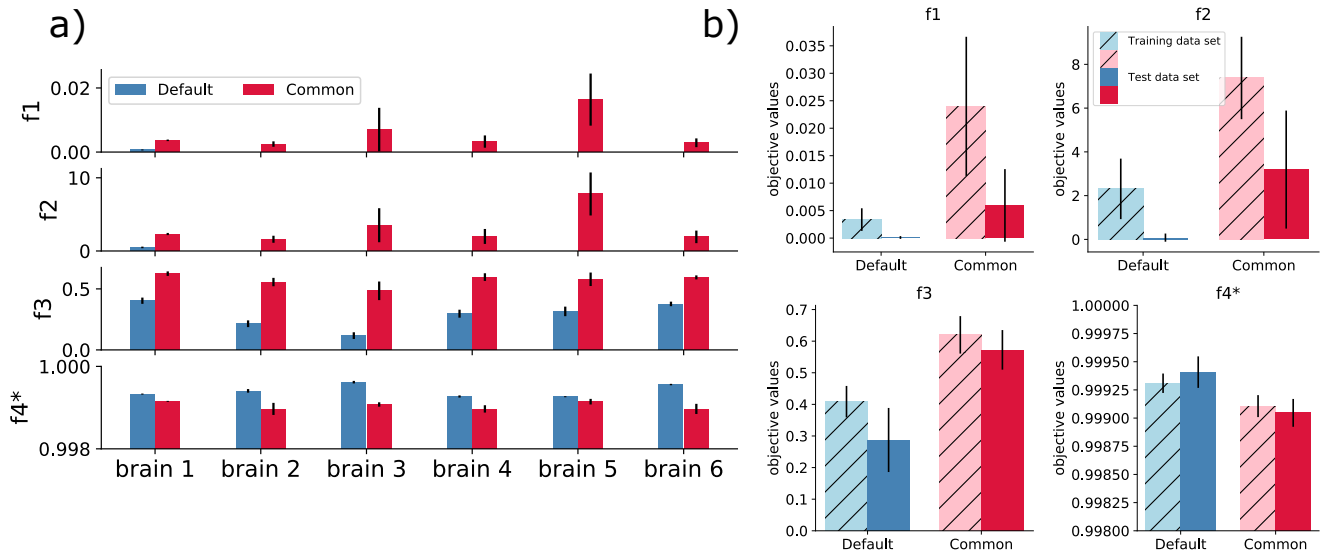 a)
Default
Common
f1
0.02
0.00
f2
10
0
f3
0.5
0.0
f4*
1.000
0.998
brain 1
brain 2
brain 3
brain 4
brain 5
brain 6
b)
f1
objective values
0.035
0.030
0.025
0.020
0.015
0.010
0.005
0.000
Default
Common
f2
Training data set
Test data set
objective values
8
6
4
2
0
Default
Common
f3
objective values
0.7
0.6
0.5
0.4
0.3
0.2
0.1
0.0
Default
Common
f4*
objective values
1.00000
0.99975
0.99950
0.99925
0.99900
0.99875
0.99850
0.99825
0.99800
Default
Common